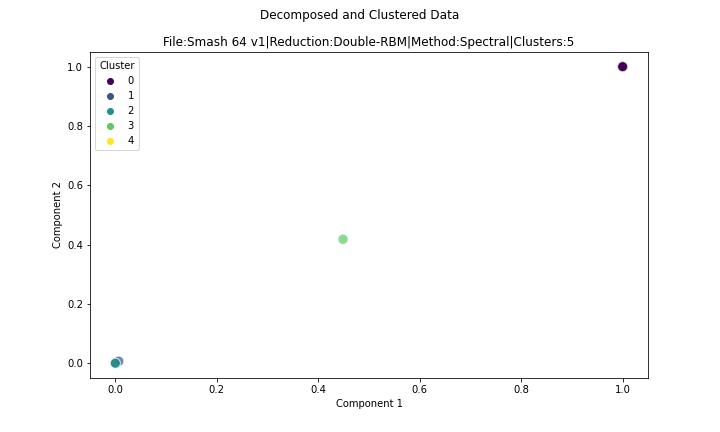 Decomposed and Clustered Data
File:Smash 64 v1|Reduction:Double-RBM|Method:Spectral|Clusters:5
Cluster
0
1
2
3
4
1.0
0.8
0.6
0.4
0.2
0.0
Component 2
0.0 0.2 0.4 0.6 0.8 1.0
Component 1